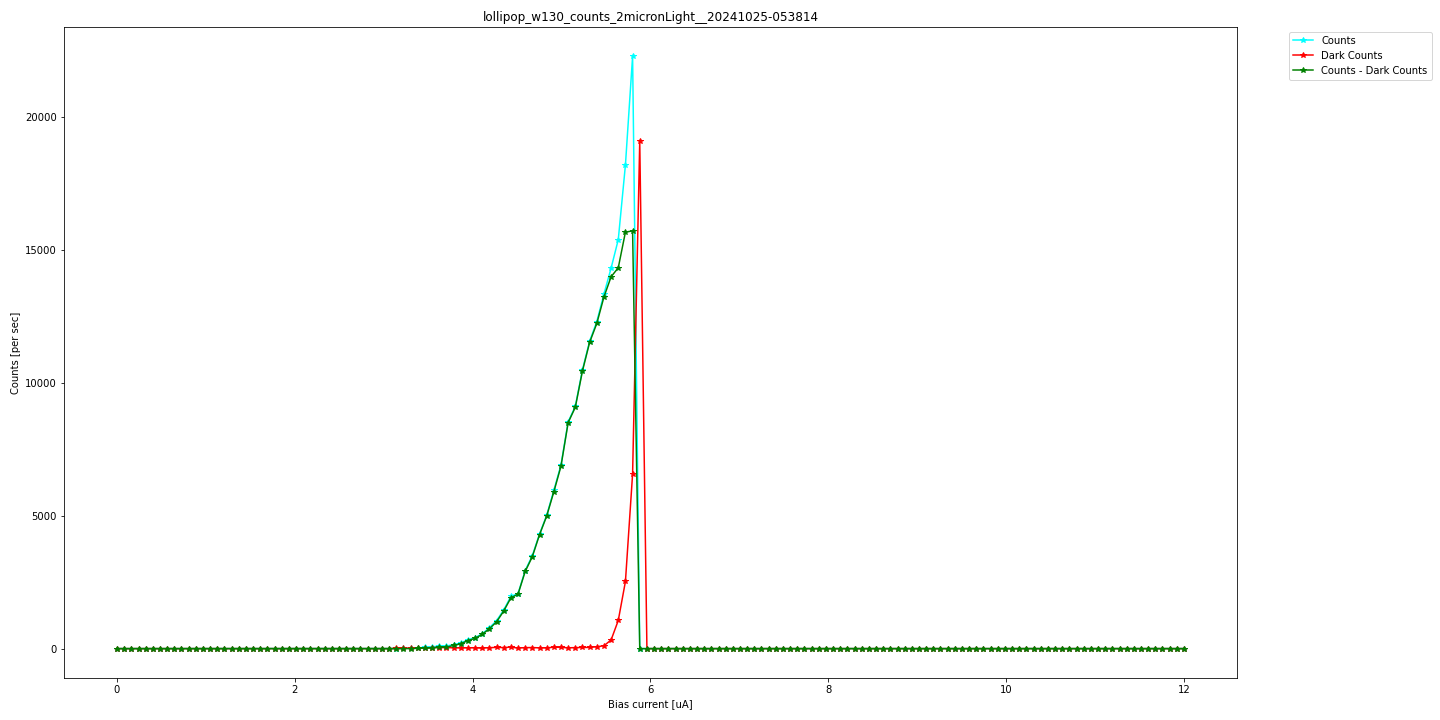 lollipop_w130_counts_2micronLight__20241025-053814
Counts
Dark Counts
Counts - Dark Counts
Counts [per sec]
20000
15000
10000
5000
0
0 2 4 6 8 10 12
Bias current [uA]